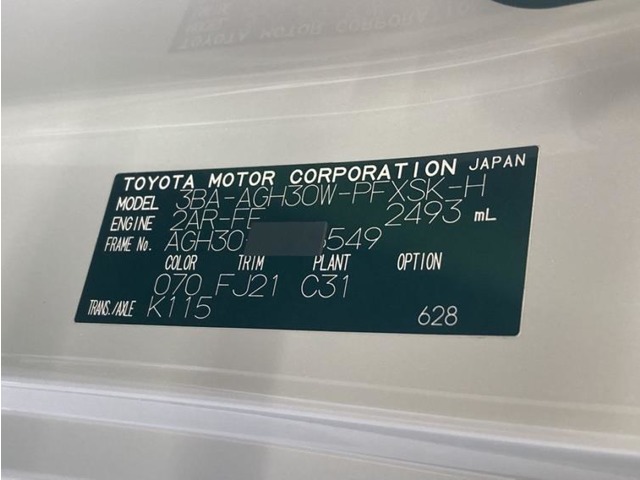 TOYOTA MOTOR CORPORATION JAPAN
MODEL 3BA-AGH30W-PFXSK-H
ENGINE 2AR-FE 2493 mL
FRAME No. AGH30- 549
COLOR TRIM PLANT OPTION
070 FJ21 C31
TRANS./AXLE K115
628